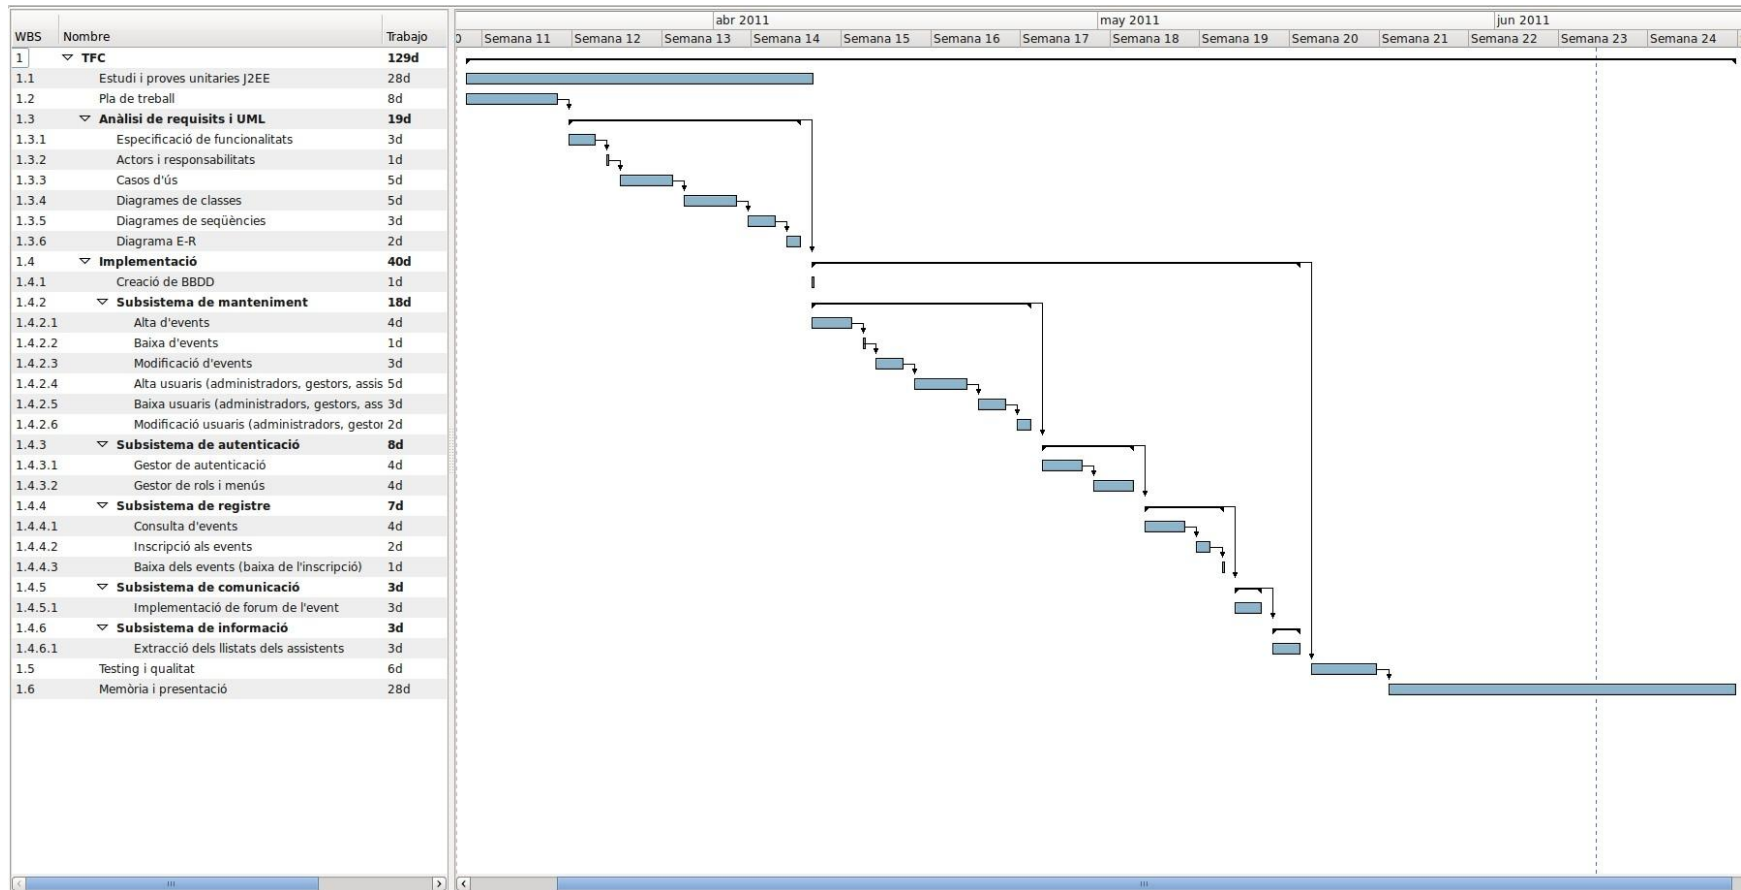 abr 2011 may 2011 jun 2011
WBS Nombre Trabajo Semana 11 Semana 12 Semana 13 Semana 14 Semana 15 Semana 16 Semana 17 Semana 18 Semana 19 Semana 20 Semana 21 Semana 22 Semana 23 Semana 24
1 TFC 129d
1.1 Estudi i proves unitaries J2EE 28d
1.2 Pla de treball 8d
1.3 Anàlisi de requisits i UML 19d
1.3.1 Especificació de funcionalitats 3d
1.3.2 Actors i responsabilitats 1d
1.3.3 Casos d'ús 5d
1.3.4 Diagrames de classes 5d
1.3.5 Diagrames de seqüències 3d
1.3.6 Diagrama E-R 2d
1.4 Implementació 40d
1.4.1 Creació de BBDD 1d
1.4.2 Subsistema de manteniment 18d
1.4.2.1 Alta d'events 4d
1.4.2.2 Baixa d'events 1d
1.4.2.3 Modificació d'events 3d
1.4.2.4 Alta usuaris (administradors, gestors, assis 5d
1.4.2.5 Baixa usuaris (administradors, gestors, ass 3d
1.4.2.6 Modificació usuaris (administradors, gestor 2d
1.4.3 Subsistema de autenticació 8d
1.4.3.1 Gestor de autenticació 4d
1.4.3.2 Gestor de rols i menús 4d
1.4.4 Subsistema de registre 7d
1.4.4.1 Consulta d'events 4d
1.4.4.2 Inscripció als events 2d
1.4.4.3 Baixa dels events (baixa de l'inscripció) 1d
1.4.5 Subsistema de comunicació 3d
1.4.5.1 Implementació de forum de l'event 3d
1.4.6 Subsistema de informació 3d
1.4.6.1 Extracció dels llistats dels assistents 3d
1.5 Testing i qualitat 6d
1.6 Memòria i presentació 28d